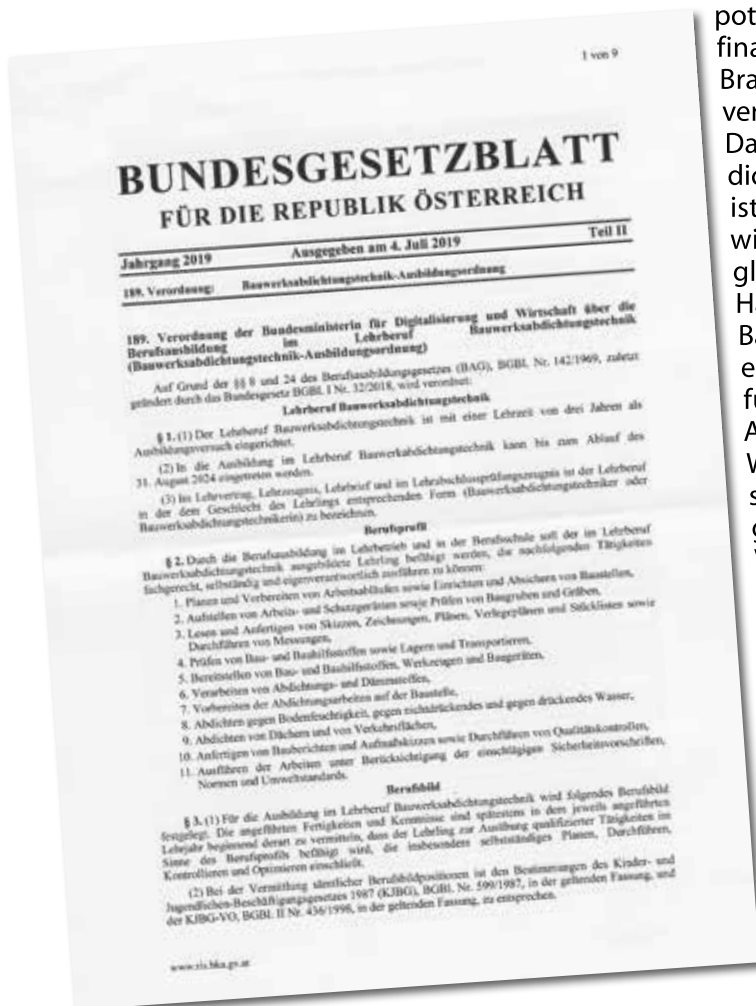 1 von 9
BUNDESGESETZBLATT
FÜR DIE REPUBLIK ÖSTERREICH
Jahrgang 2019 Ausgegeben am 4. Juli 2019 Teil II
189. Verordnung: Bauwerksabdichtungstechnik-Ausbildungsordnung
189. Verordnung der Bundesministerin für Digitalisierung und Wirtschaft über die
Berufsausbildung im Lehrberuf Bauwerksabdichtungstechnik
(Bauwerksabdichtungstechnik-Ausbildungsordnung)
Auf Grund der §§ 8 und 24 des Berufsausbildungsgesetzes (BAG), BGBl. Nr. 142/1969, zuletzt
geändert durch das Bundesgesetz BGBl. I Nr. 32/2018, wird verordnet:
Lehrberuf Bauwerksabdichtungstechnik
§ 1. (1) Der Lehrberuf Bauwerksabdichtungstechnik ist mit einer Lehrzeit von drei Jahren als
Ausbildungsversuch eingerichtet.
(2) In die Ausbildung im Lehrberuf Bauwerkabdichtungstechnik kann bis zum Ablauf des
31. August 2024 eingetreten werden.
(3) Im Lehrvertrag, Lehrzeugnis, Lehrbrief und im Lehrabschlussprüfungszeugnis ist der Lehrberuf
in der dem Geschlecht des Lehrlings entsprechenden Form (Bauwerksabdichtungstechniker oder
Bauwerksabdichtungstechnikerin) zu bezeichnen.
Berufsprofil
§ 2. Durch die Berufsausbildung im Lehrbetrieb und in der Berufsschule soll der im Lehrberuf
Bauwerksabdichtungstechnik ausgebildete Lehrling befähigt werden, die nachfolgenden Tätigkeiten
fachgerecht, selbständig und eigenverantwortlich ausführen zu können:
1. Planen und Vorbereiten von Arbeitsabläufen sowie Einrichten und Absichern von Baustellen,
2. Aufstellen von Arbeits- und Schutzgerüsten sowie Prüfen von Baugruben und Gräben,
3. Lesen und Anfertigen von Skizzen, Zeichnungen, Plänen, Verlegeplänen und Stücklisten sowie
Durchführen von Messungen,
4. Prüfen von Bau- und Bauhilfsstoffen sowie Lagern und Transportieren,
5. Bereitstellen von Bau- und Bauhilfsstoffen, Werkzeugen und Baugeräten,
6. Verarbeiten von Abdichtungs- und Dämmstoffen,
7. Vorbereiten der Abdichtungsarbeiten auf der Baustelle,
8. Abdichten gegen Bodenfeuchtigkeit, gegen nichtdrückendes und gegen drückendes Wasser,
9. Abdichten von Dächern und von Verkehrsflächen,
10. Anfertigen von Bauberichten und Aufmaßskizzen sowie Durchführen von Qualitätskontrollen,
11. Ausführen der Arbeiten unter Berücksichtigung der einschlägigen Sicherheitsvorschriften,
Normen und Umweltstandards.
Berufsbild
§ 3. (1) Für die Ausbildung im Lehrberuf Bauwerksabdichtungstechnik wird folgendes Berufsbild
festgelegt. Die angeführten Fertigkeiten und Kenntnisse sind spätestens in dem jeweils angeführten
Lehrjahr beginnend derart zu vermitteln, dass der Lehrling zur Ausübung qualifizierter Tätigkeiten im
Sinne des Berufsprofils befähigt wird, die insbesondere selbstständiges Planen, Durchführen,
Kontrollieren und Optimieren einschließt.
(2) Bei der Vermittlung sämtlicher Berufsbildpositionen ist den Bestimmungen des Kinder- und
Jugendlichen-Beschäftigungsgesetzes 1987 (KJBG), BGBl. Nr. 599/1987, in der geltenden Fassung, und
der KJBG-VO, BGBl. II Nr. 436/1998, in der geltenden Fassung, zu entsprechen.
www.ris.bka.gv.at
pot
fina
Bra
ver
Da
dic
ist
wi
gl